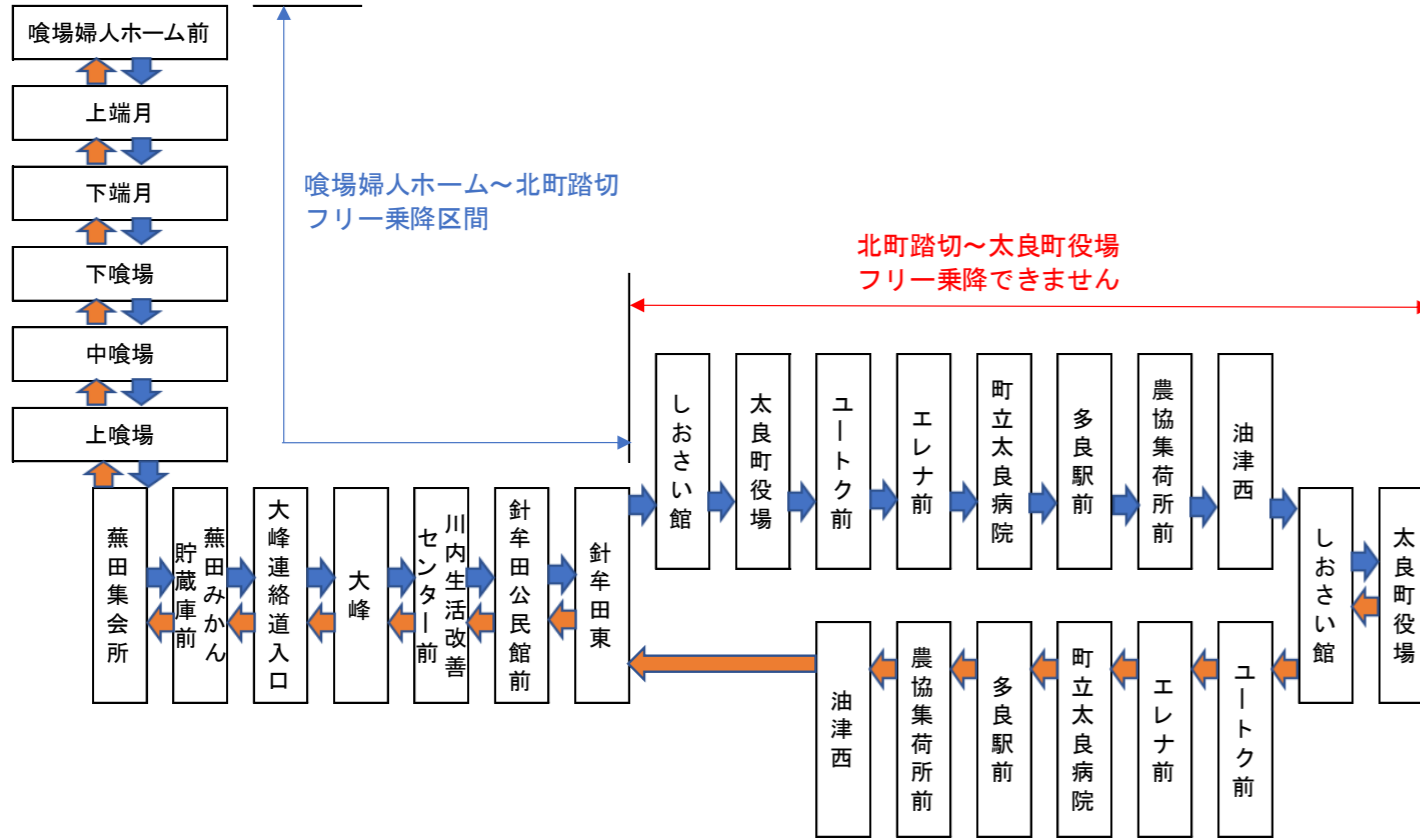 喰場婦人ホーム前
上端月
下端月
下喰場
中喰場
上喰場
喰場婦人ホーム～北町踏切
フリー乗降区間
北町踏切～太良町役場
フリー乗降できません
蕪田集会所
蕪田みかん
貯蔵庫前
大峰連絡道入口
大峰
川内生活改善
センター前
針牟田公民館前
針牟田東
しおさい館
太良町役場
ユートク前
エレナ前
町立太良病院
多良駅前
農協集荷所前
油津西
しおさい館
太良町役場
ユートク前
エレナ前
町立太良病院
多良駅前
農協集荷所前
油津西